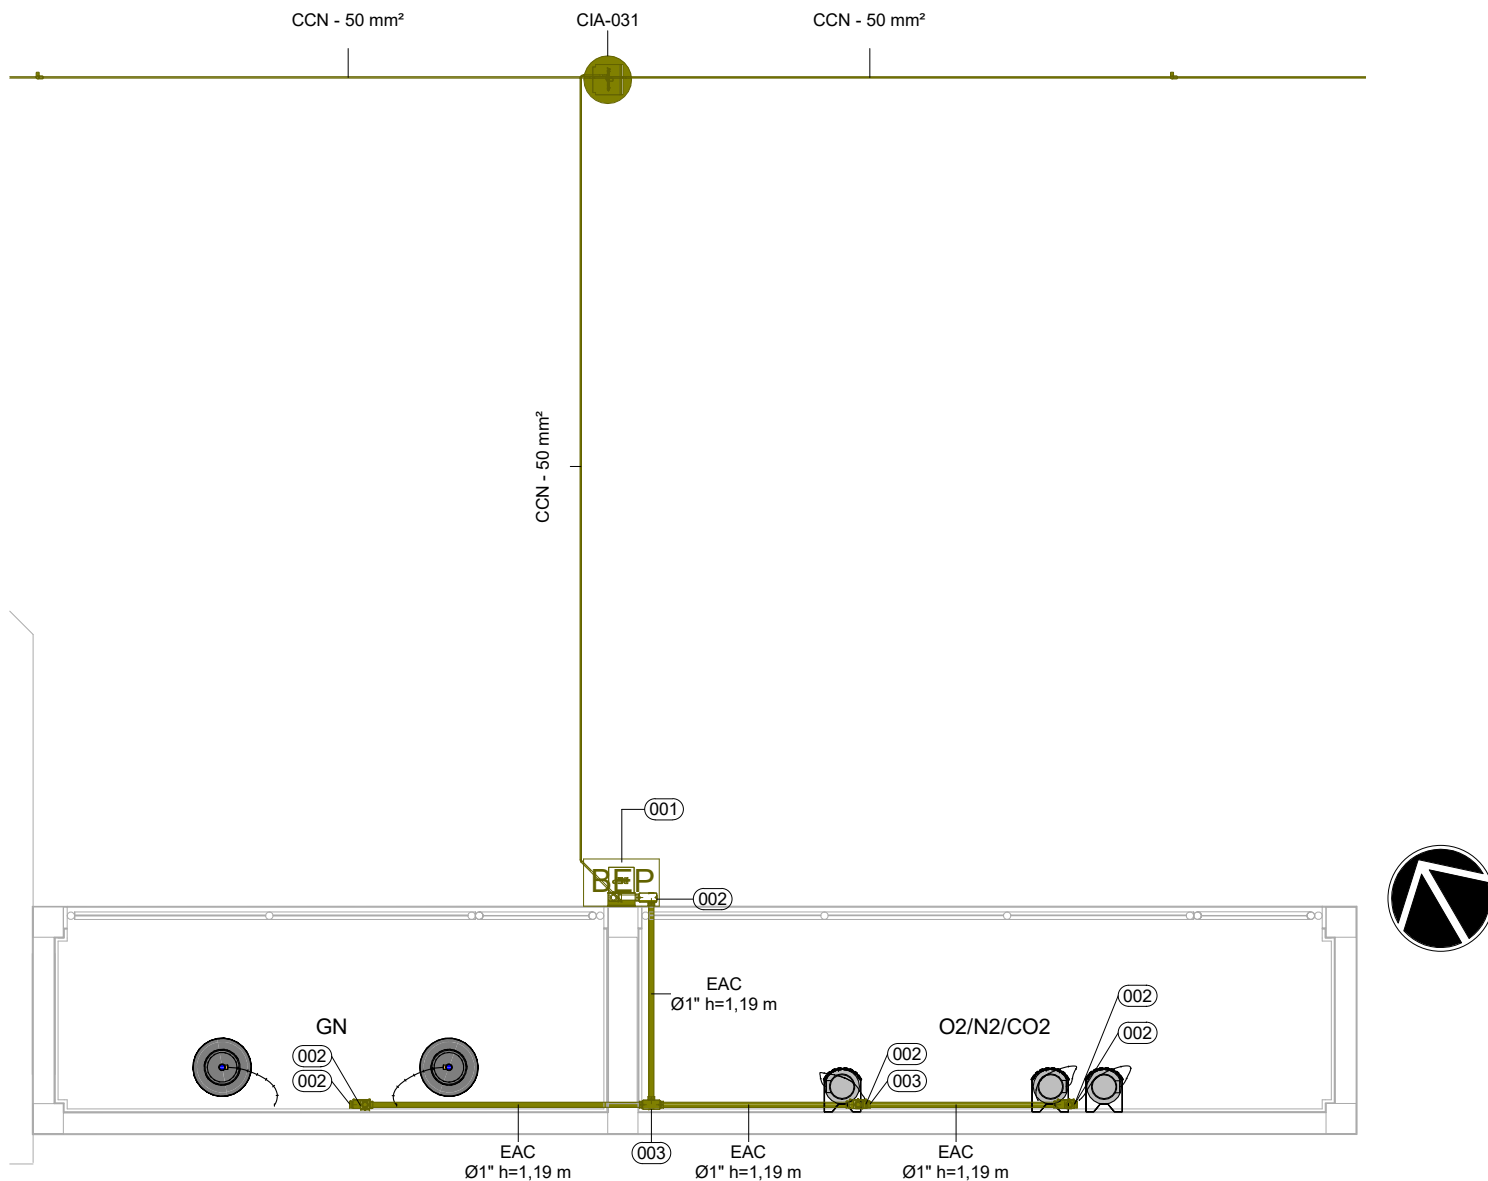 CCN - 50 mm²
CIA-031
CCN - 50 mm²
CCN - 50 mm²
001
BEP
002
EAC
Ø1" h=1,19 m
002
GN
O2/N2/CO2
002
002
002
002
003
EAC
Ø1" h=1,19 m
003
EAC
Ø1" h=1,19 m
EAC
Ø1" h=1,19 m